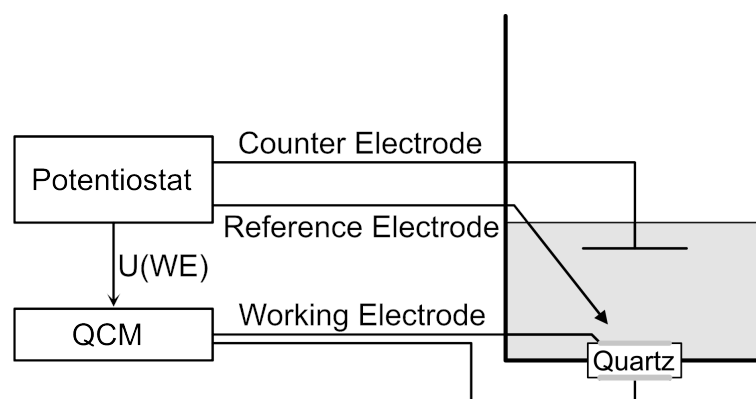 Counter Electrode
Potentiostat
Reference Electrode
U(WE)
Working Electrode
QCM
Quartz